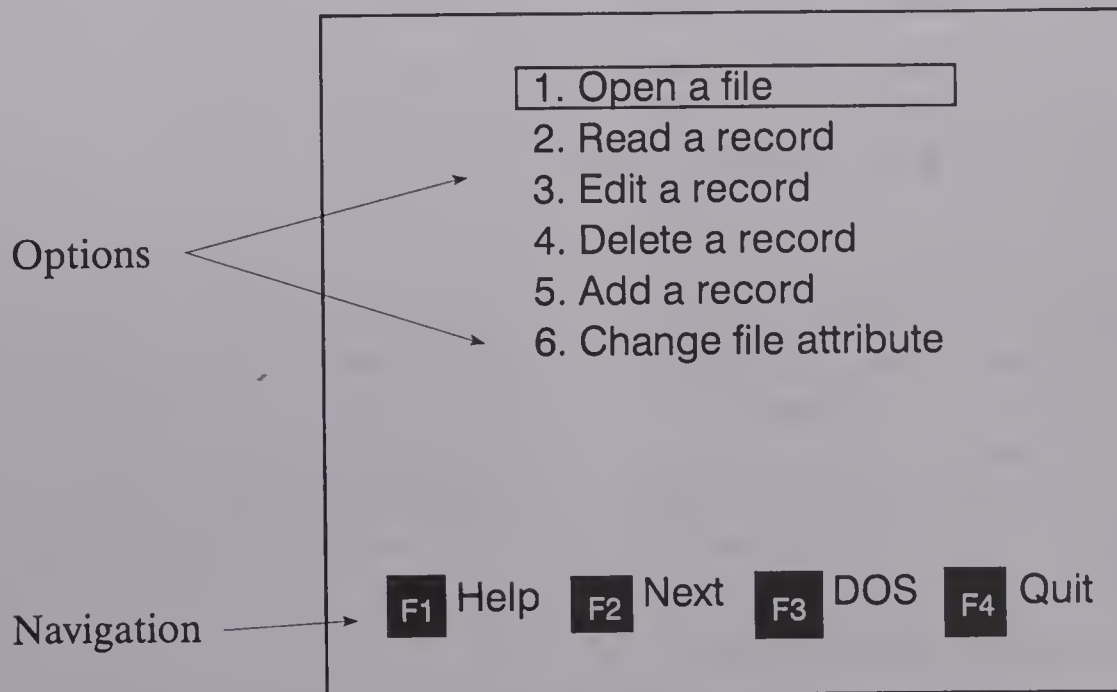 1. Open a file
2. Read a record
3. Edit a record
Options
4. Delete a record
5. Add a record
6. Change file attribute
F1 Help F2 Next F3 DOS F4 Quit
Navigation